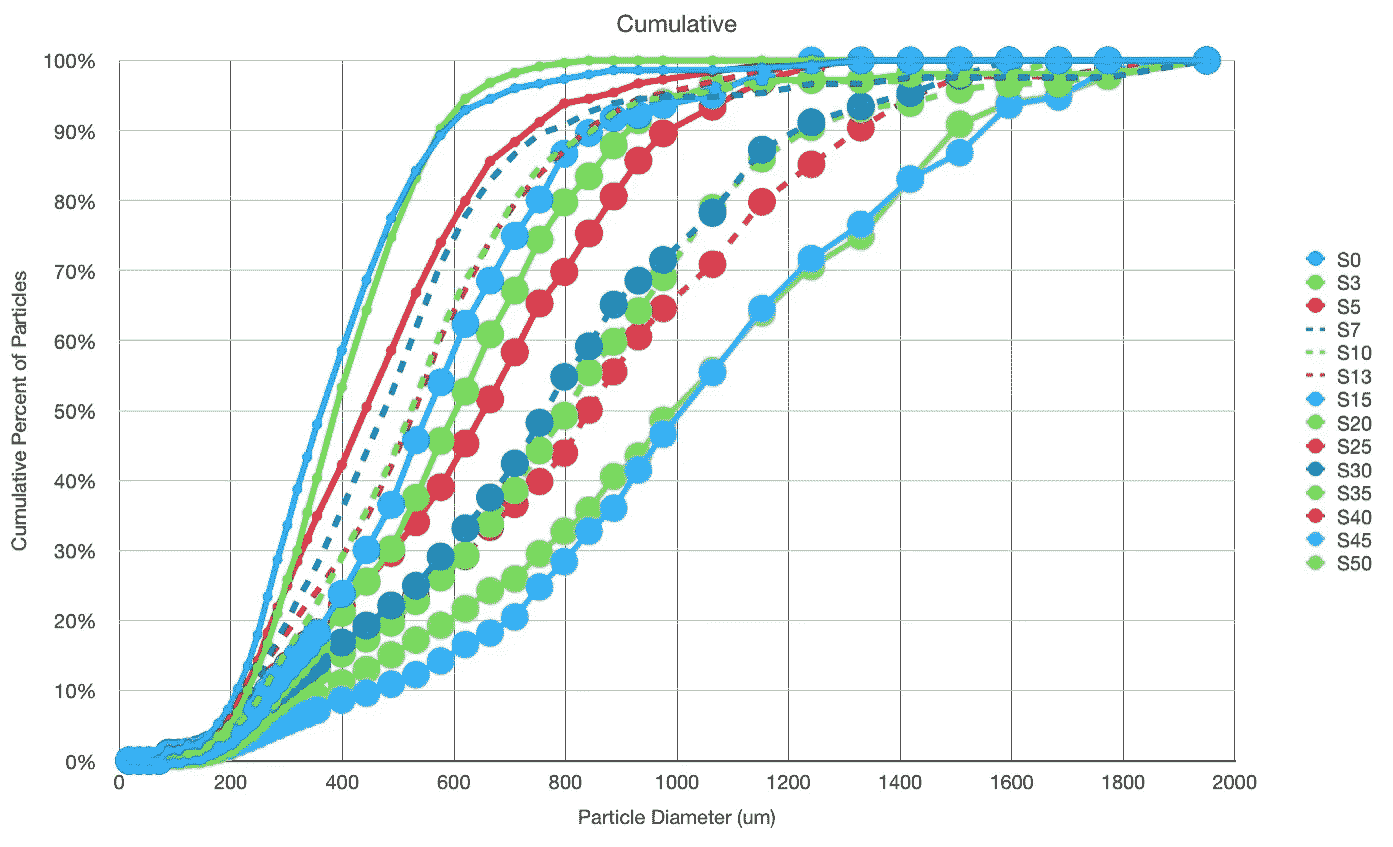 Cumulative
Cumulative Percent of Particles
100%
90%
80%
70%
60%
50%
40%
30%
20%
10%
0%
0 200 400 600 800 1000 1200 1400 1600 1800 2000
Particle Diameter (um)
S0
S3
S5
S7
S10
S13
S15
S20
S25
S30
S35
S40
S45
S50